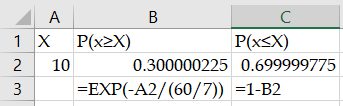 A B C
1 X P(x≥X) P(x≤X)
2 10 0.300000225 0.699999775
3 =EXP(-A2/(60/7)) =1-B2